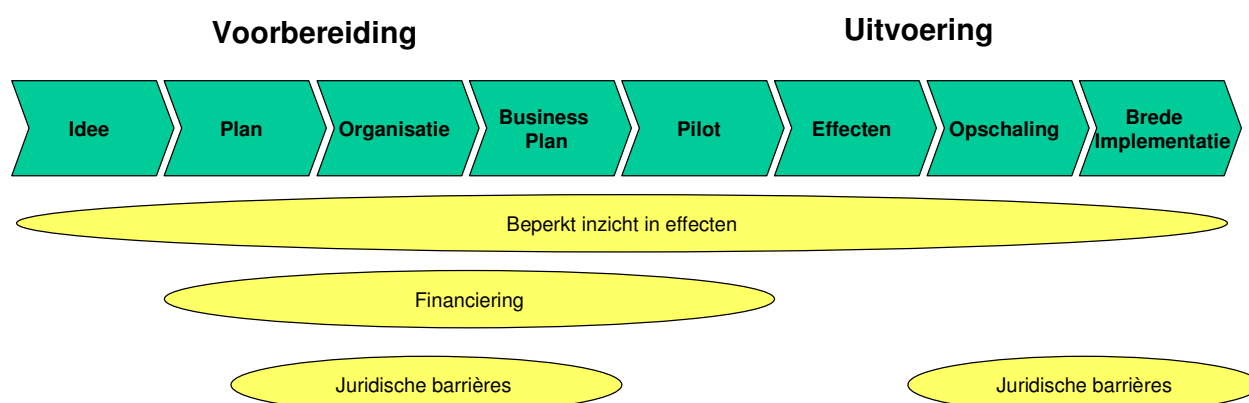 Voorbereiding
Uitvoering
Idee
Plan
Organisatie
Business
Plan
Pilot
Effecten
Opschaling
Brede
Implementatie
Beperkt inzicht in effecten
Financiering
Juridische barrières
Juridische barrières